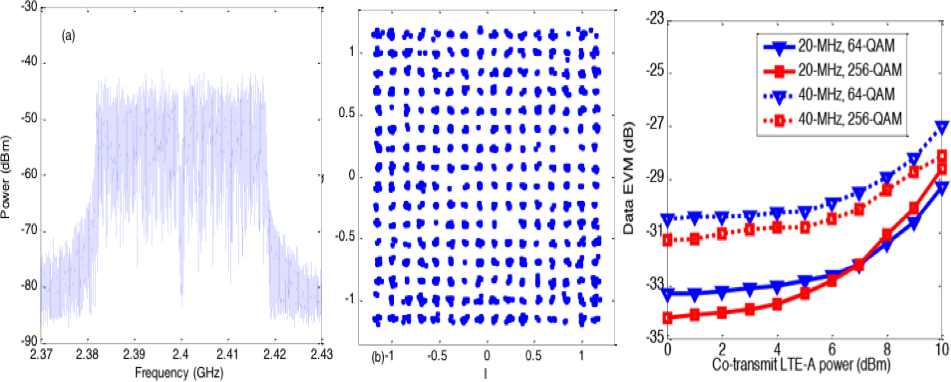 -30
-40
-50
-60
-70
-80
-90
Power (dBm)
(a)
2.37 2.38 2.39 2.4 2.41 2.42 2.43
Frequency (GHz)
1
0.5
0
-0.5
-1
(b)-1 -0.5 0 0.5 1
I
-23
-25
-27
-29
-31
-33
-35
Data EVM (dB)
20-MHz, 64-QAM
20-MHz, 256-QAM
40-MHz, 64-QAM
40-MHz, 256-QAM
0 2 4 6 8 10
Co-transmit LTE-A power (dBm)